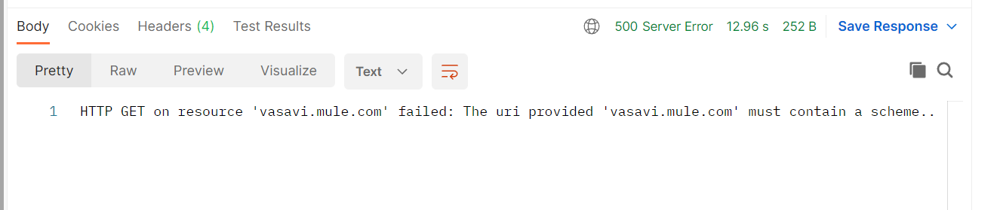 Body Cookies Headers (4) Test Results 500 Server Error 12.96 s 252 B Save Response
Pretty Raw Preview Visualize Text
1 HTTP GET on resource 'vasavi.mule.com' failed: The uri provided 'vasavi.mule.com' must contain a scheme..